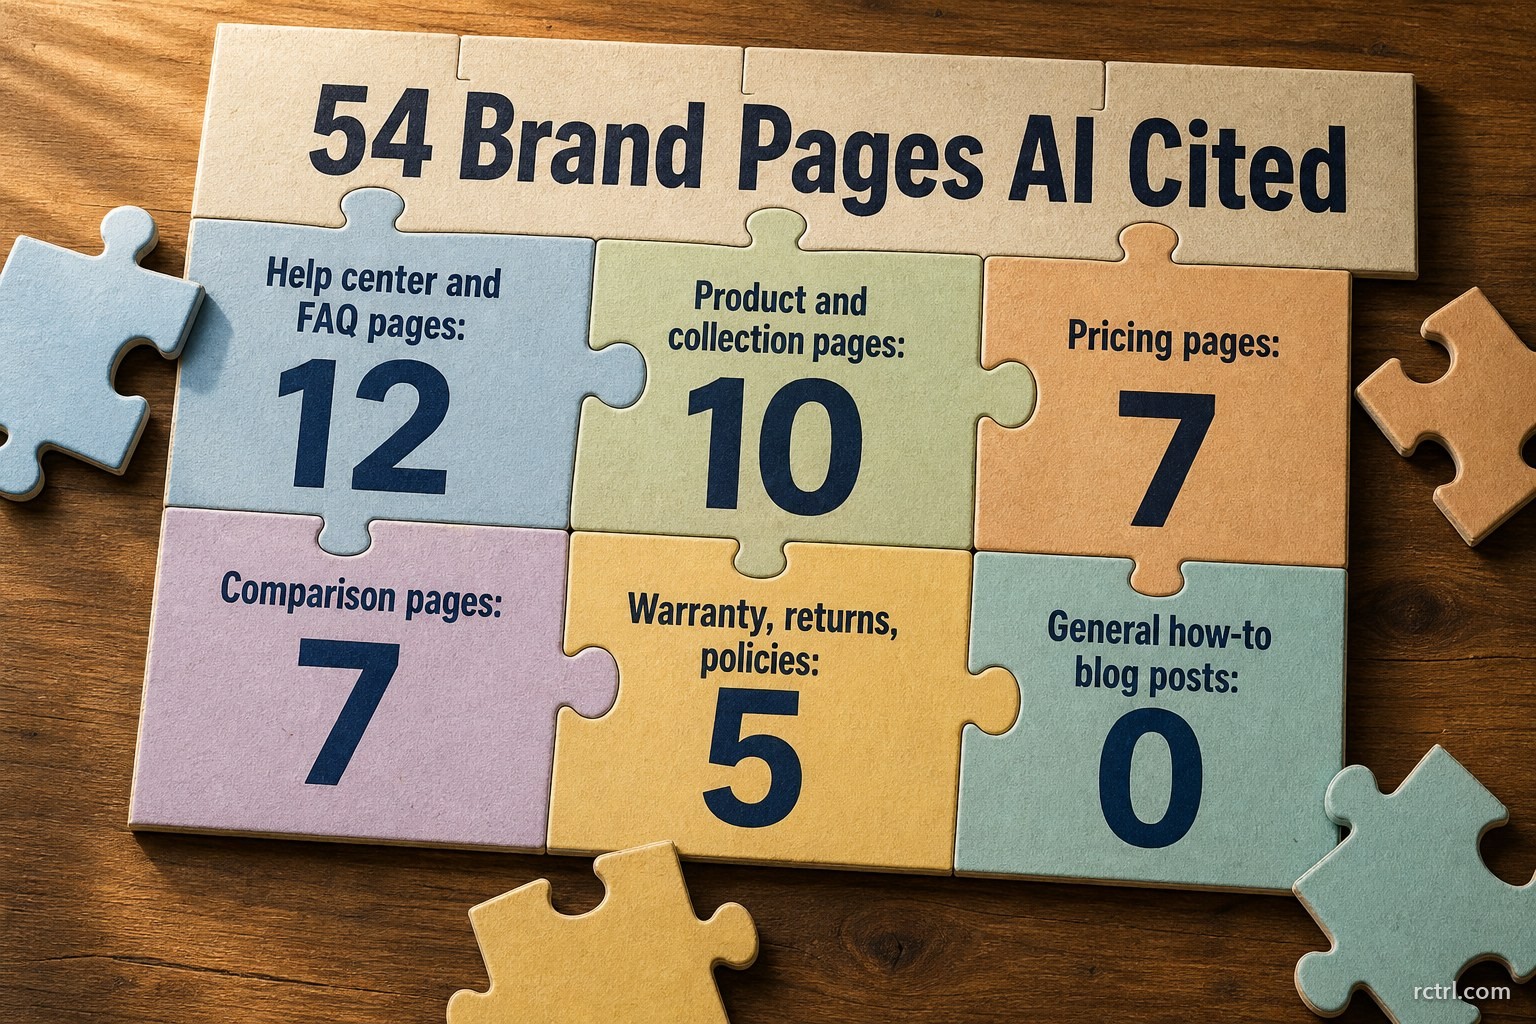 54 Brand Pages AI Cited
Help center and
FAQ pages:
12
Product and
collection pages:
10
Pricing pages:
7
Comparison pages:
7
Warranty, returns,
policies:
5
General how-to
blog posts:
0
rctrl.com